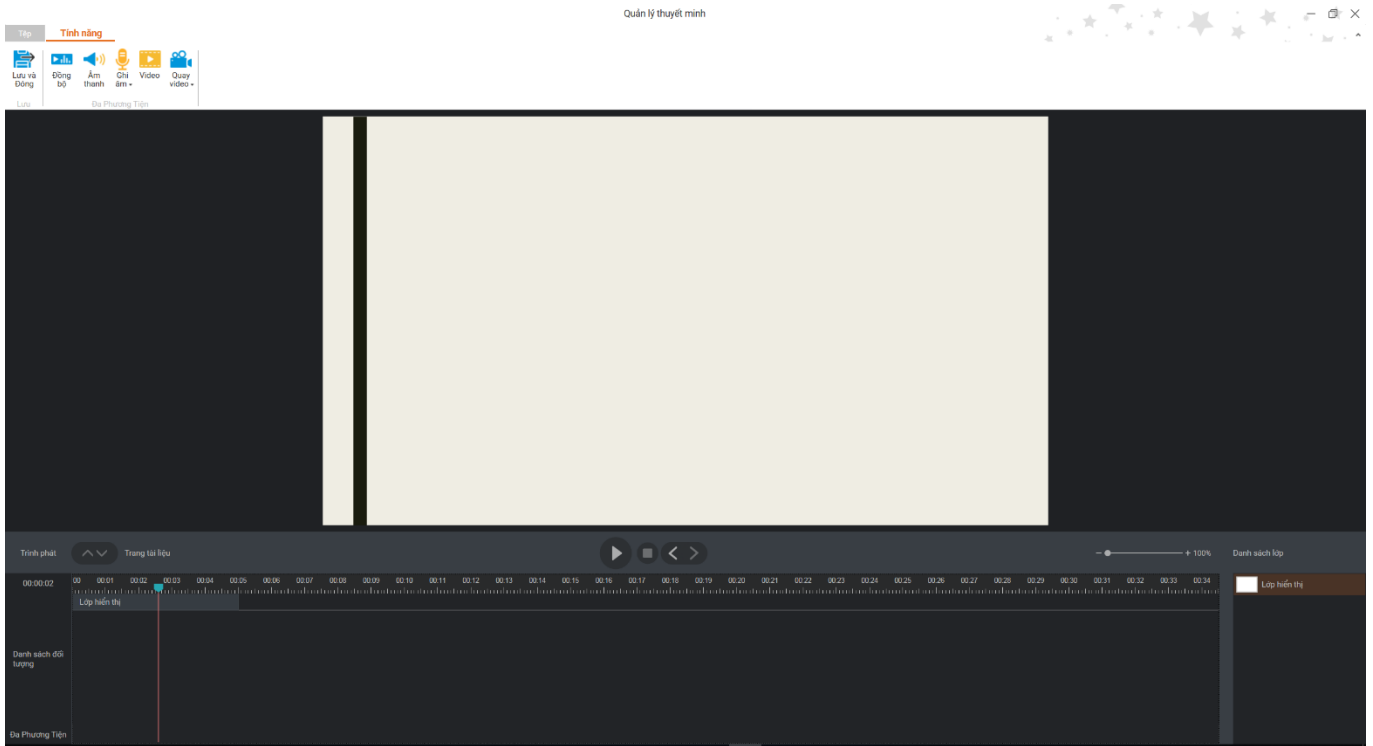 Quản lý thuyết minh
Tệp Tính năng
Lưu và Đóng
Đồng bộ
Âm thanh
Ghi âm
Video
Quay video
Lưu
Đa Phương Tiện
Trình phát
Trang tài liệu
+ 100%
Danh sách lớp
00:00:02
00 00:01 00:02 00:03 00:04 00:05 00:06 00:07 00:08 00:09 00:10 00:11 00:12 00:13 00:14 00:15 00:16 00:17 00:18 00:19 00:20 00:21 00:22 00:23 00:24 00:25 00:26 00:27 00:28 00:29 00:30 00:31 00:32 00:33 00:34
Lớp hiển thị
Lớp hiển thị
Danh sách đối
tượng
Đa Phương Tiện